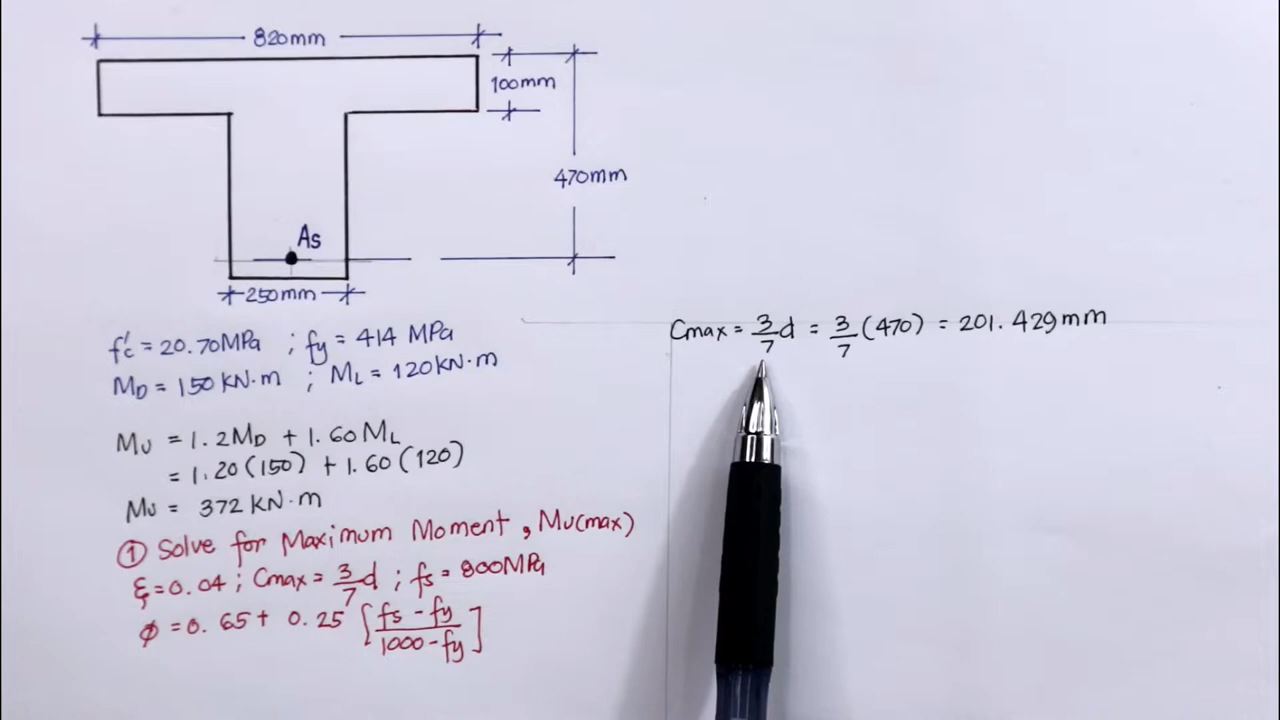 820mm
100mm
470mm
As
250mm
f'c = 20.70MPa ; fy = 414 MPa
MD = 150 KN·m ; ML = 120KN·m
MU = 1.2MD + 1.60ML
= 1.20(150) + 1.60(120)
MU = 372 KN·m
① Solve for Maximum Moment, MU(max)
ξ=0.04 ; Cmax = 3/7 d ; fs = 800MPa
φ = 0.65 + 0.25 [fs - fy / 1000 - fy]
Cmax = 3/7 d = 3/7 (470) = 201.429mm